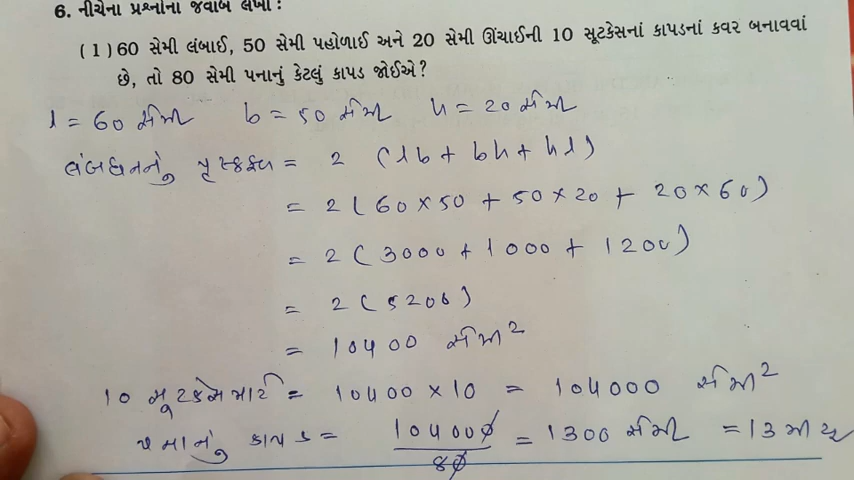 6. નીચેના પ્રશ્નોના જવાબ લખો :
(1) 60 સેમી લંબાઈ, 50 સેમી પહોળાઈ અને 20 સેમી ઊંચાઈની 10 સૂટકેસનાં કાપડનાં કવર બનાવવાં
છે, તો 80 સેમી પનાનું કેટલું કાપડ જોઈએ ?
l = 60 સેમી b = 50 સેમી h = 20 સેમી
લંબઘનનું પૃષ્ઠફળ = 2 (lb + bh + hl)
= 2 (60 × 50 + 50 × 20 + 20 × 60)
= 2 (3000 + 1000 + 1200)
= 2 (5200)
= 10400 સેમી²
10 સુટકેસ માટે = 10400 × 10 = 104000 સેમી²
પનાનું કાપડ = 104000/80 = 1300 સેમી = 13 મીટર